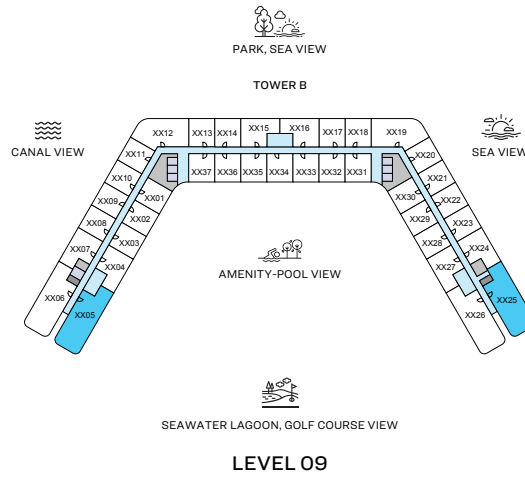 PARK, SEA VIEW
TOWER B
CANAL VIEW
SEA VIEW
XX12
XX13
XX14
XX15
XX16
XX17
XX18
XX19
XX11
XX37
XX36
XX35
XX34
XX33
XX32
XX31
XX20
XX10
XX01
XX30
XX21
XX09
XX02
XX29
XX22
XX08
XX03
XX28
XX23
XX07
XX04
XX27
XX24
XX06
XX05
XX26
XX25
AMENITY-POOL VIEW
SEAWATER LAGOON, GOLF COURSE VIEW
LEVEL 09